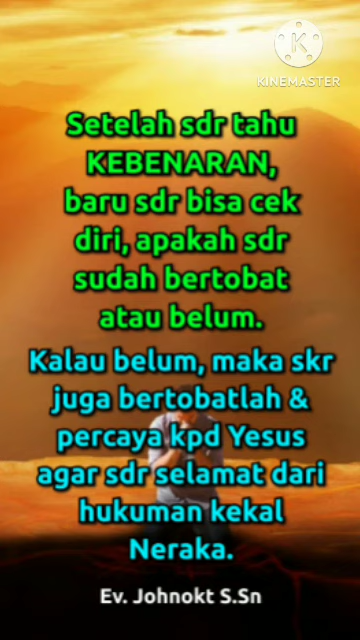 KINEMASTER
Setelah sdr tahu
KEBENARAN,
baru sdr bisa cek
diri, apakah sdr
sudah bertobat
atau belum.
Kalau belum, maka skr
juga bertobatlah &
percaya kpd Yesus
agar sdr selamat dari
hukuman kekal
Neraka.
Ev. Johnokt S.Sn